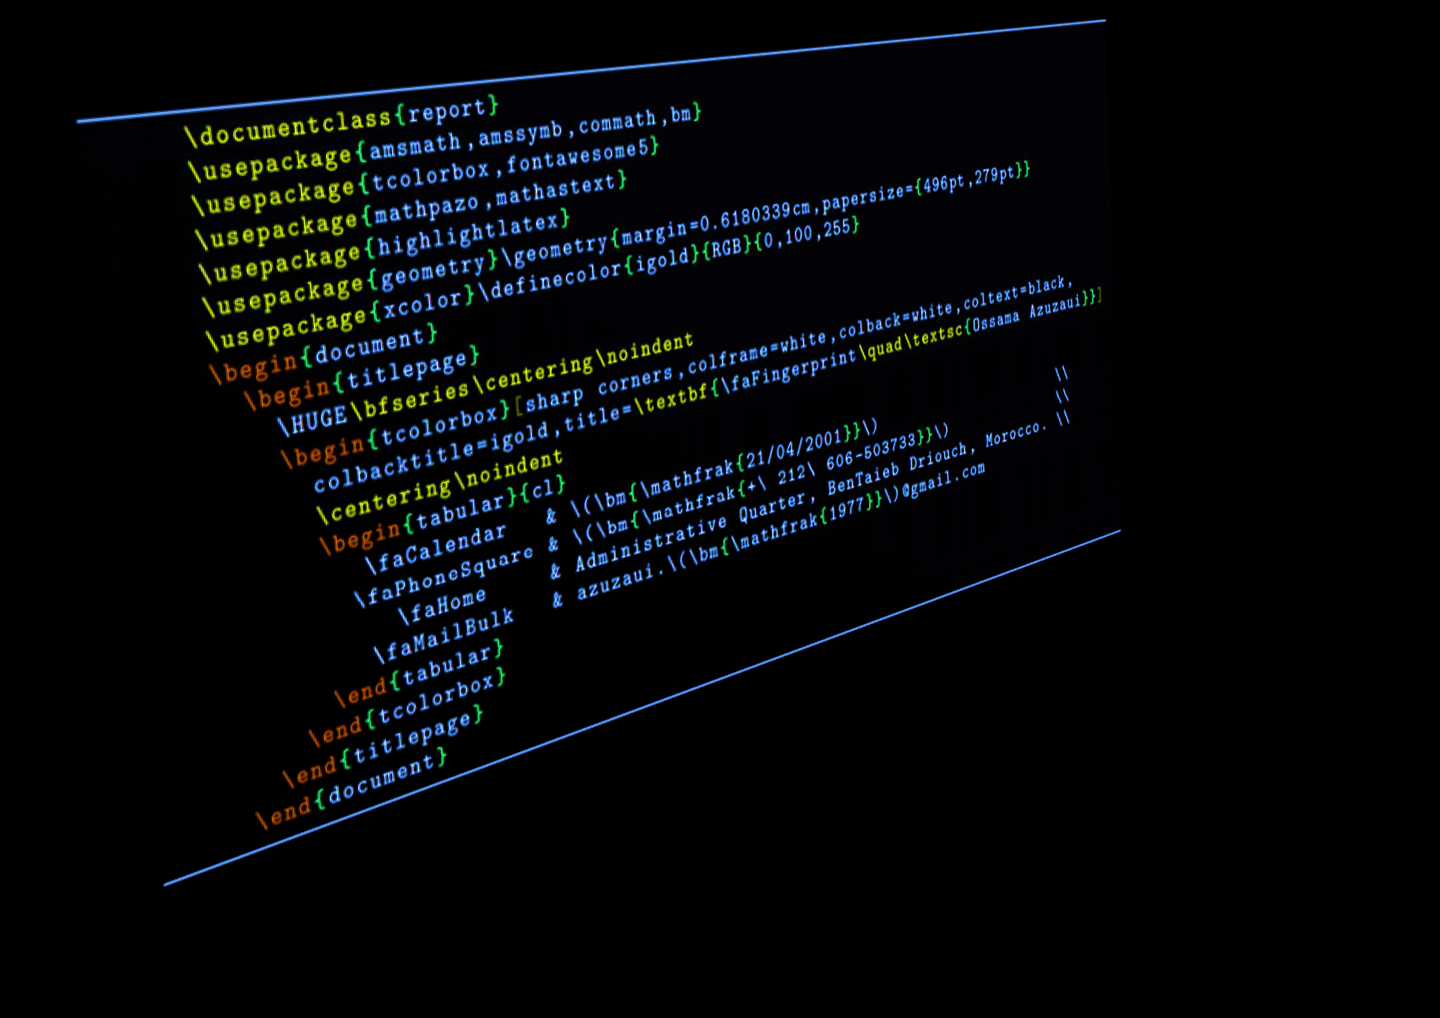 \documentclass{report}
\usepackage{amsmath,amssymb,commath,bm}
\usepackage{tcolorbox,fontawesome5}
\usepackage{mathpazo,mathastext}
\usepackage{highlightlatex}
\usepackage{geometry}\geometry{margin=0.6180339cm,papersize={496pt,279pt}}
\usepackage{xcolor}\definecolor{igold}{RGB}{0,100,255}
\begin{document}
\begin{titlepage}
\HUGE\bfseries\centering\noindent
\begin{tcolorbox}[sharp corners,colframe=white,colback=white,coltext=black,
colbacktitle=igold,title=\textbf{\faFingerprint\quad\textsc{Ossama Azuzaui}}]
\centering\noindent
\begin{tabular}{cl}
\faCalendar & \(\bm{\mathfrak{21/04/2001}}\) \\
\faPhoneSquare & \(\bm{\mathfrak{+\ 212\ 606-503733}}\) \\
\faHome & Administrative Quarter, BenTaieb Driouch, Morocco. \\
\faMailBulk & azuzaui.\(\bm{\mathfrak{1977}}\)@gmail.com
\end{tabular}
\end{tcolorbox}
\end{titlepage}
\end{document}